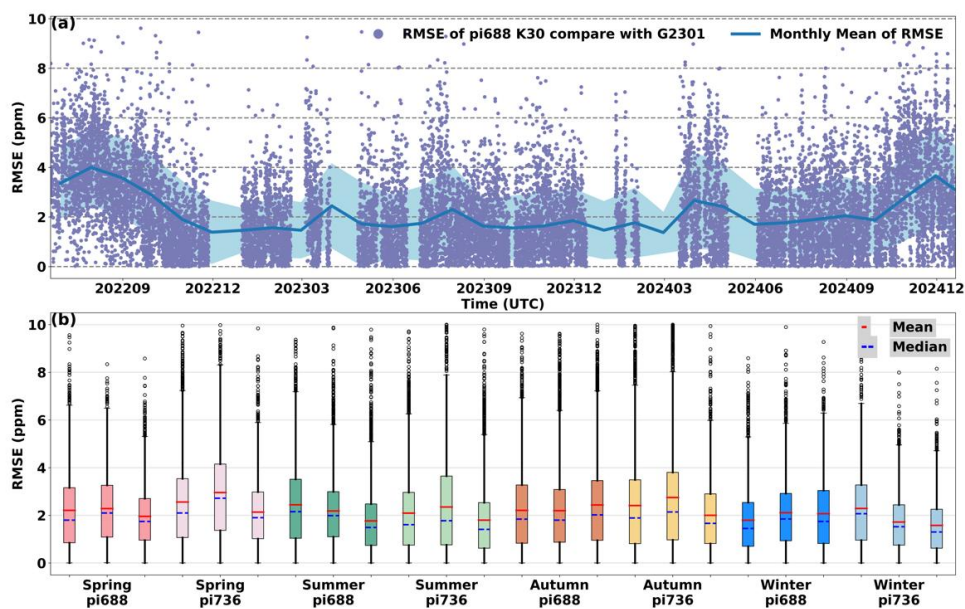 (a)
RMSE of pi688 K30 compare with G2301
Monthly Mean of RMSE
RMSE (ppm)
10
8
6
4
2
0
202209 202212 202303 202306 202309 202312 202403 202406 202409 202412
Time (UTC)
(b)
Mean
Median
RMSE (ppm)
10
8
6
4
2
0
Spring Spring Summer Summer Autumn Autumn Winter Winter
pi688 pi736 pi688 pi736 pi688 pi736 pi688 pi736